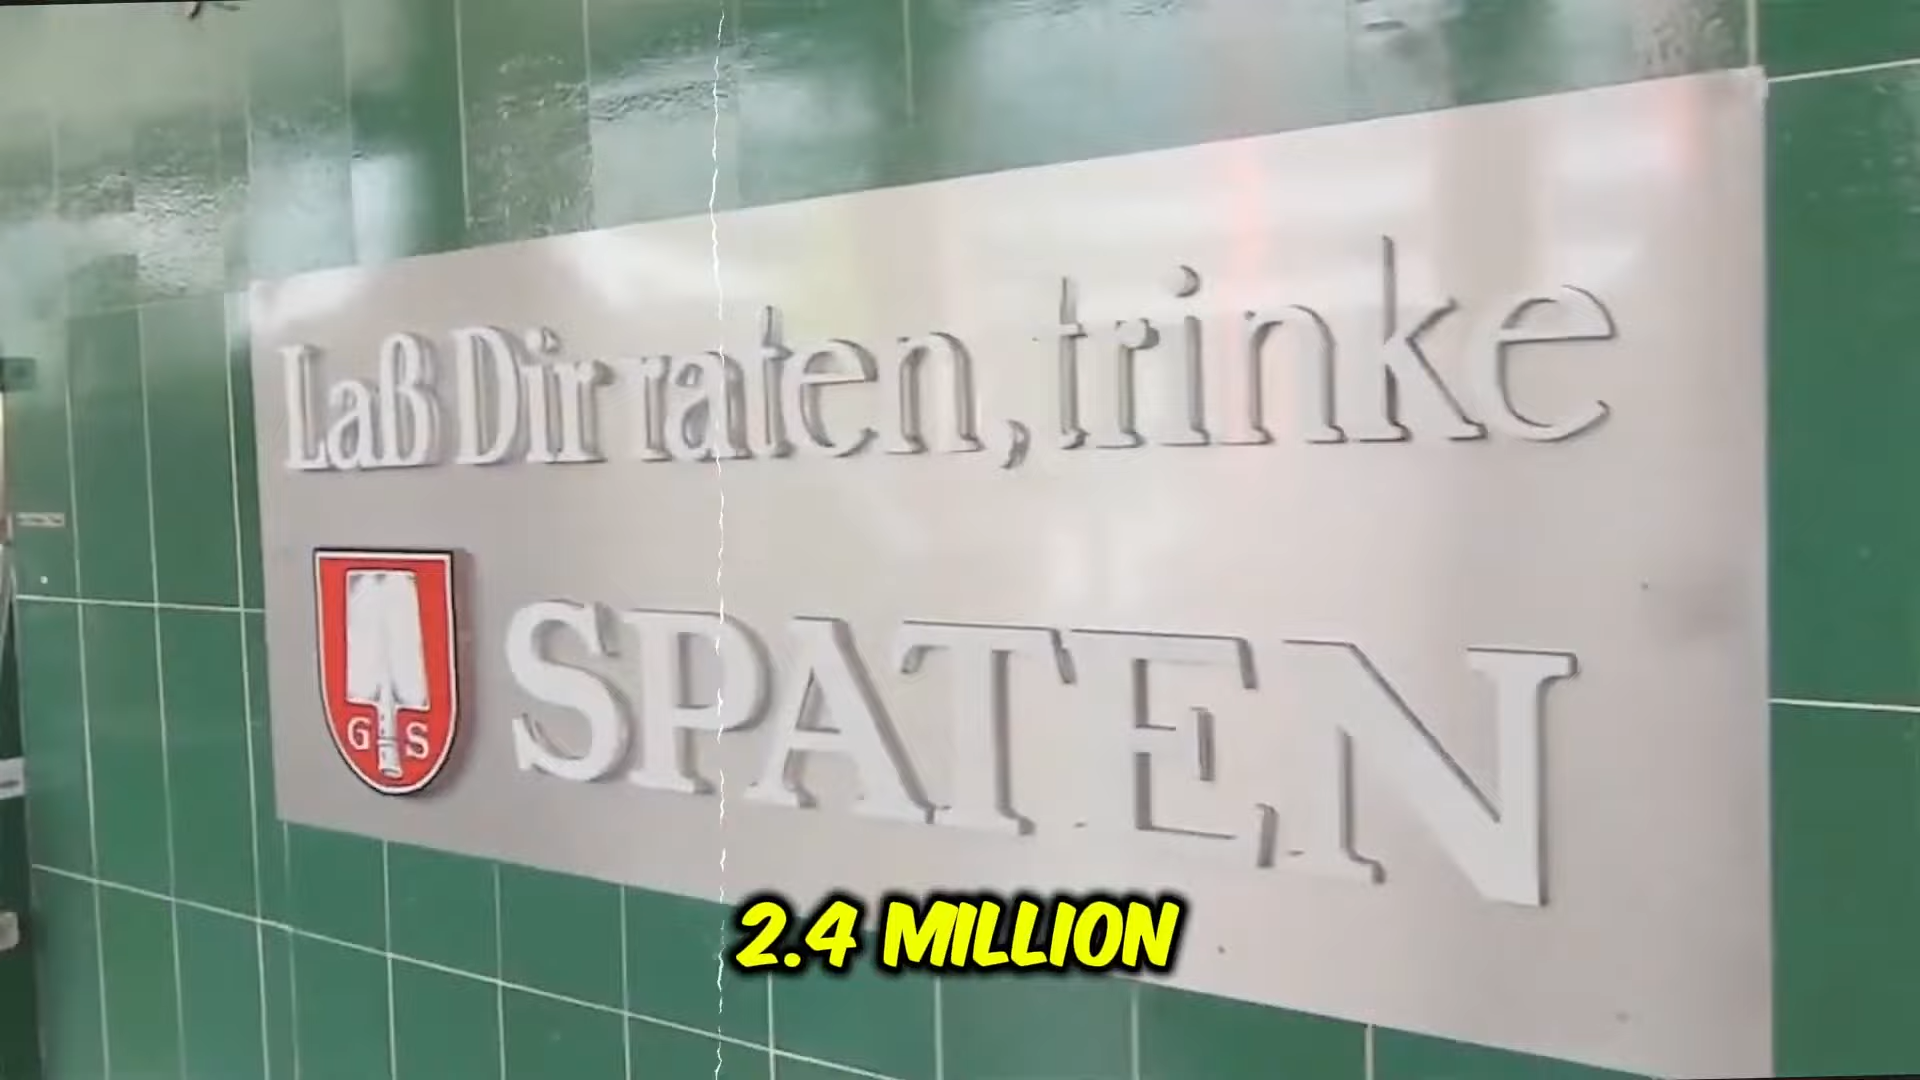 Laß Dir raten, trinke
G S
SPATEN
2.4 MILLION